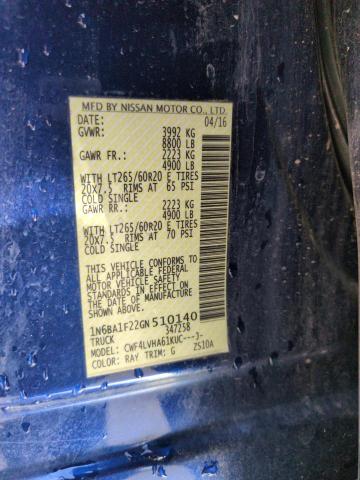 MFD BY NISSAN MOTOR CO., LTD.
DATE: 04/16
GVWR: 3992 KG
8800 LB
GAWR FR.: 2223 KG
4900 LB
WITH LT265/60R20 E TIRES
20X7.5 RIMS AT 65 PSI
COLD SINGLE
GAWR RR.: 2223 KG
4900 LB
WITH LT265/60R20 E TIRES
20X7.5 RIMS AT 70 PSI
COLD SINGLE
THIS VEHICLE CONFORMS TO
ALL APPLICABLE FEDERAL
MOTOR VEHICLE SAFETY
STANDARDS IN EFFECT ON
THE DATE OF MANUFACTURE
1N6BA1F22GN510140
TRUCK 347258
MODEL: CWF4LVHA61KUC---J-
COLOR: RAY TRIM: G ZS10A